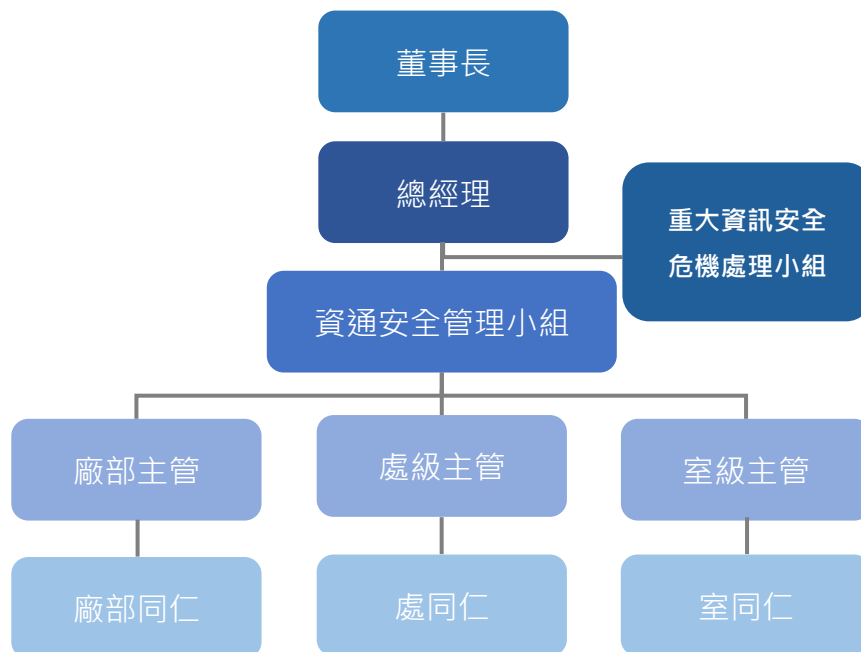 董事長
總經理
重大資訊安全
危機處理小組
資通安全管理小組
廠部主管
處級主管
室級主管
廠部同仁
處同仁
室同仁